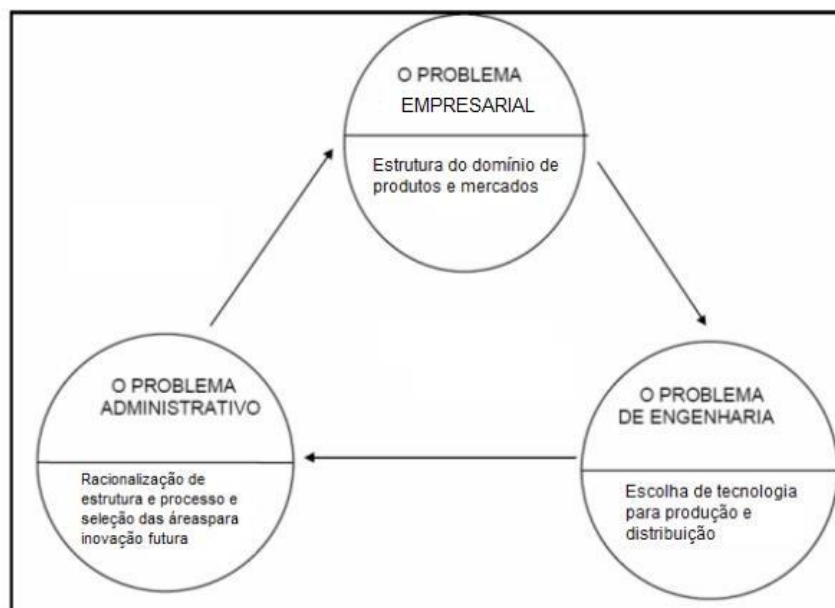 O PROBLEMA
EMPRESARIAL
Estrutura do domínio de
produtos e mercados
O PROBLEMA
ADMINISTRATIVO
Racionalização de
estrutura e processo e
seleção das áreaspara
inovação futura
O PROBLEMA
DE ENGENHARIA
Escolha de tecnologia
para produção e
distribuição